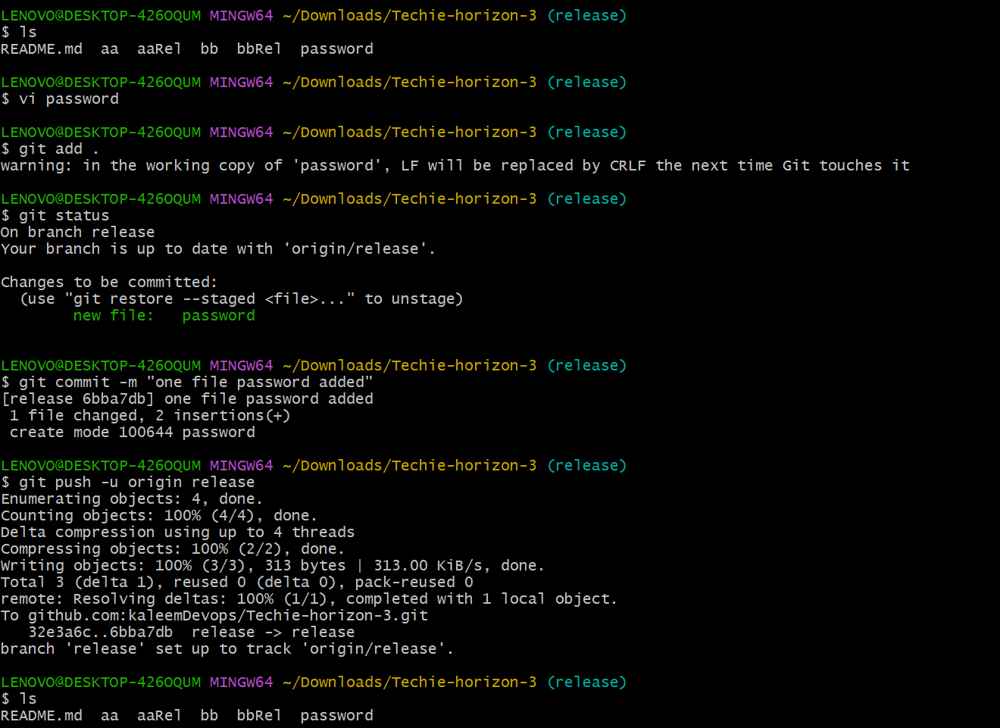 LENOVO@DESKTOP-426OQUM MINGW64 ~/Downloads/Techie-horizon-3 (release)
$ ls
README.md  aa  aaRel  bb  bbRel  password

LENOVO@DESKTOP-426OQUM MINGW64 ~/Downloads/Techie-horizon-3 (release)
$ vi password

LENOVO@DESKTOP-426OQUM MINGW64 ~/Downloads/Techie-horizon-3 (release)
$ git add .
warning: in the working copy of 'password', LF will be replaced by CRLF the next time Git touches it

LENOVO@DESKTOP-426OQUM MINGW64 ~/Downloads/Techie-horizon-3 (release)
$ git status
On branch release
Your branch is up to date with 'origin/release'.

Changes to be committed:
  (use "git restore --staged <file>..." to unstage)
        new file:   password


LENOVO@DESKTOP-426OQUM MINGW64 ~/Downloads/Techie-horizon-3 (release)
$ git commit -m "one file password added"
[release 6bba7db] one file password added
 1 file changed, 2 insertions(+)
 create mode 100644 password

LENOVO@DESKTOP-426OQUM MINGW64 ~/Downloads/Techie-horizon-3 (release)
$ git push -u origin release
Enumerating objects: 4, done.
Counting objects: 100% (4/4), done.
Delta compression using up to 4 threads
Compressing objects: 100% (2/2), done.
Writing objects: 100% (3/3), 313 bytes | 313.00 KiB/s, done.
Total 3 (delta 1), reused 0 (delta 0), pack-reused 0
remote: Resolving deltas: 100% (1/1), completed with 1 local object.
To github.com:kaleemDevops/Techie-horizon-3.git
   32e3a6c..6bba7db  release -> release
branch 'release' set up to track 'origin/release'.

LENOVO@DESKTOP-426OQUM MINGW64 ~/Downloads/Techie-horizon-3 (release)
$ ls
README.md  aa  aaRel  bb  bbRel  password